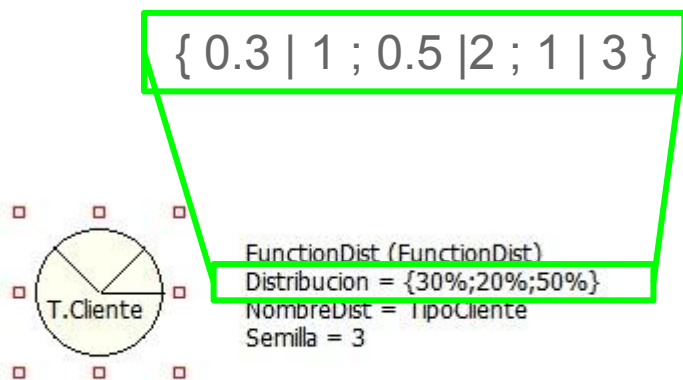 { 0.3 | 1 ; 0.5 |2 ; 1 | 3 }
T.Cliente
FunctionDist (FunctionDist)
Distribucion = {30%;20%;50%}
NombreDist = TipoCliente
Semilla = 3